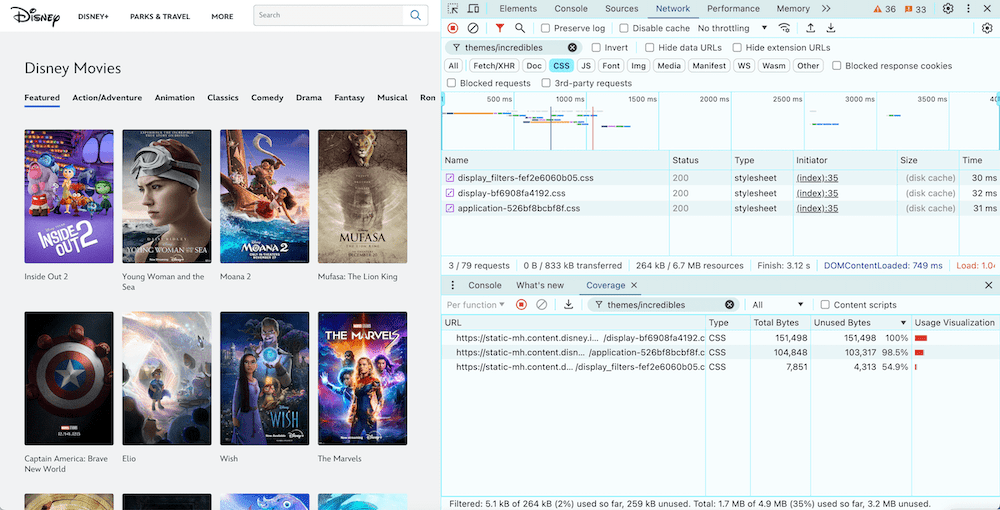 Disney
DISNEY+ PARKS & TRAVEL MORE Search
Disney Movies
Featured Action/Adventure Animation Classics Comedy Drama Fantasy Musical Rom
INSIDE OUT 2
YOUNG WOMAN AND THE SEA
MOANA 2
MUFASA
THE LION KING
Inside Out 2 Young Woman and the Sea Moana 2 Mufasa: The Lion King
WISH
THE MARVELS
Captain America: Brave New World Elio Wish The Marvels
Elements Console Sources Network Performance Memory 36 33
Preserve log Disable cache No throttling
themes/incredibles Invert Hide data URLs Hide extension URLs
All Fetch/XHR Doc CSS JS Font Img Media Manifest WS Wasm Other Blocked response cookies
Blocked requests 3rd-party requests
500 ms 1000 ms 1500 ms 2000 ms 2500 ms 3000 ms 3500 ms 400
Name Status Type Initiator Size Time
display_filters-fef2e6060b05.css 200 stylesheet (index):35 (disk cache) 30 ms
display-bf6908fa4192.css 200 stylesheet (index):35 (disk cache) 32 ms
application-526bf8bcbf8f.css 200 stylesheet (index):35 (disk cache) 31 ms
3 / 79 requests 0 B / 833 kB transferred 264 kB / 6.7 MB resources Finish: 3.12 s DOMContentLoaded: 749 ms Load: 1.0
Console What's new Coverage
Per function themes/incredibles All Content scripts
URL Type Total Bytes Unused Bytes Usage Visualization
https://static-mh.content.disney.i... /display-bf6908fa4192.c CSS 151,498 151,498 100%
https://static-mh.content.disn... /application-526bf8bcbf8f.c CSS 104,848 103,317 98.5%
https://static-mh.content.d... /display_filters-fef2e6060b05.c CSS 7,851 4,313 54.9%
Filtered: 5.1 kB of 264 kB (2%) used so far, 259 kB unused. Total: 1.7 MB of 4.9 MB (35%) used so far, 3.2 MB unused.